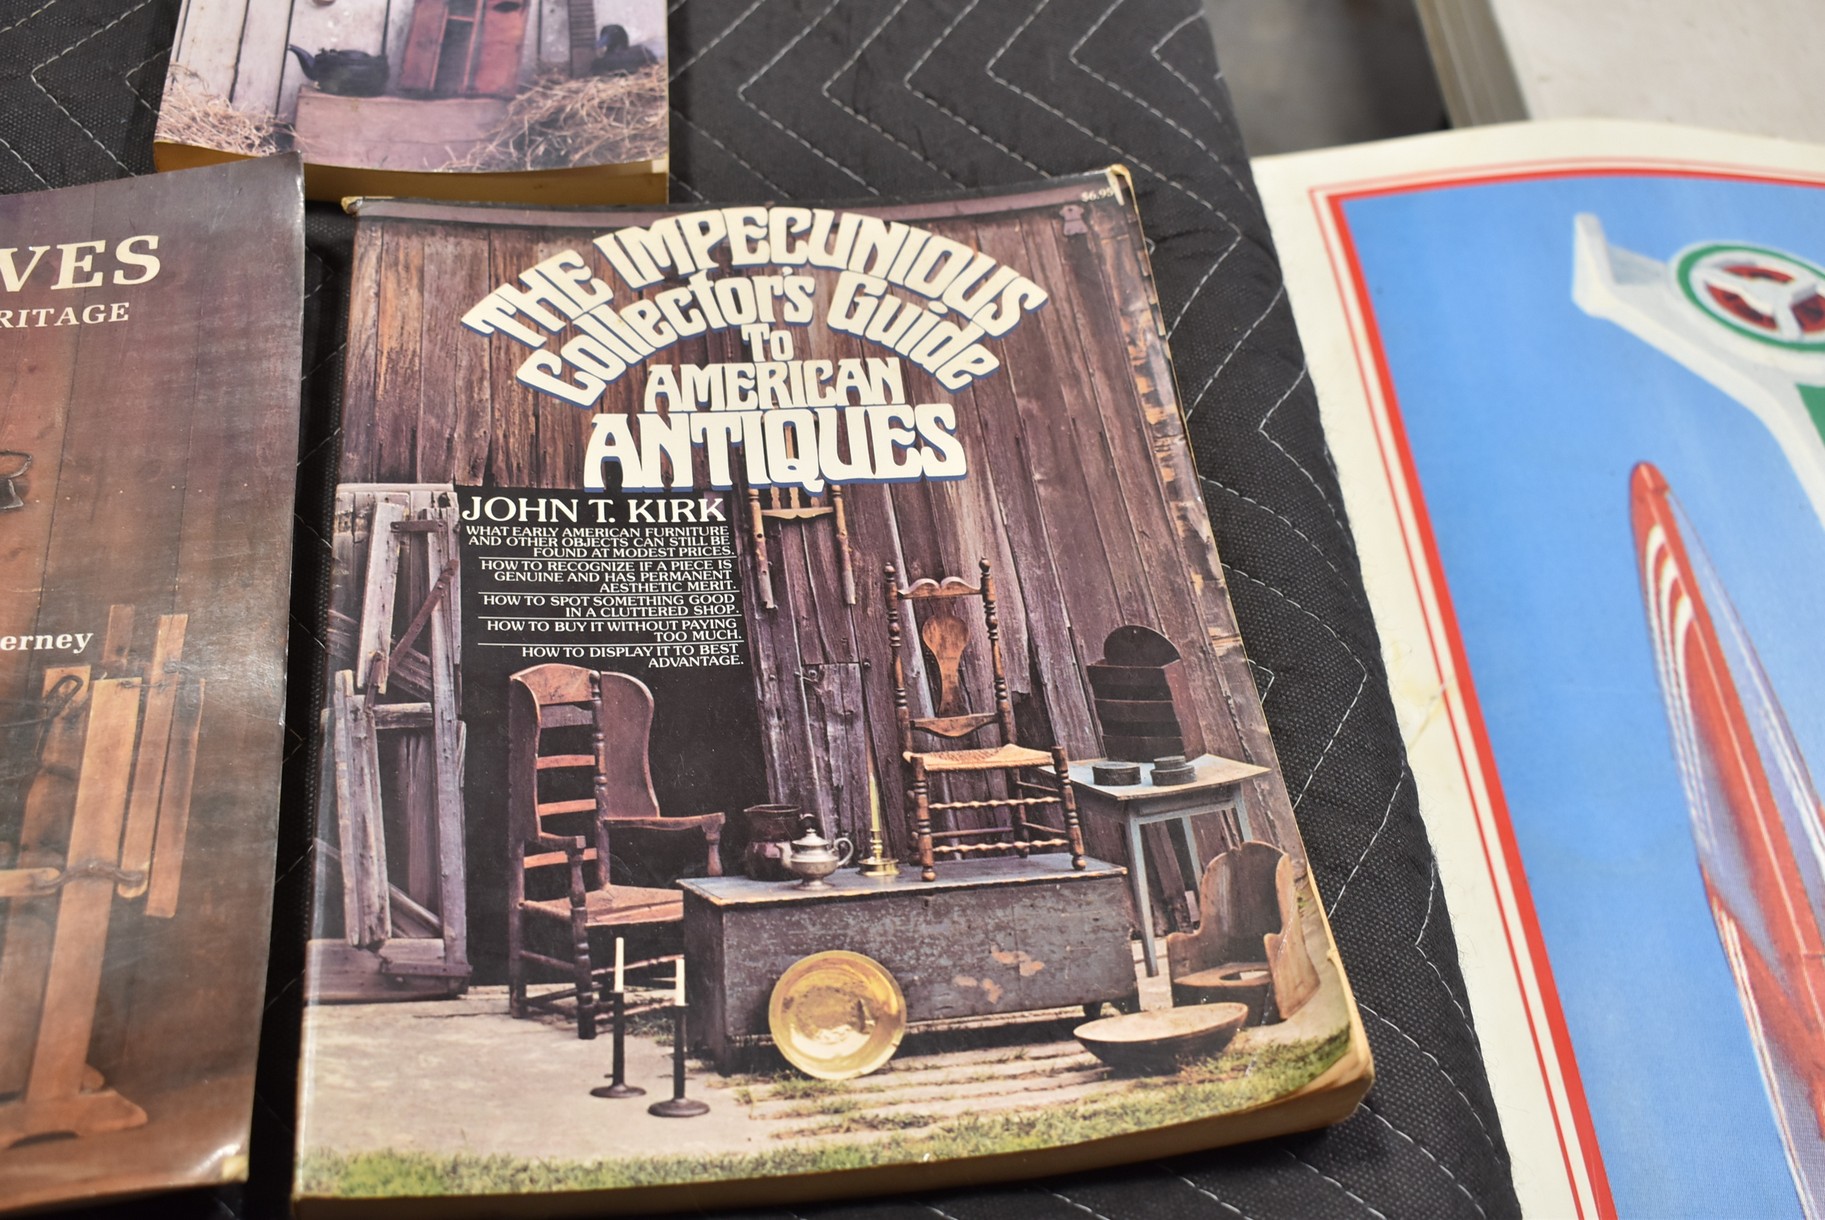 VES
RITAGE
erney
$6.95
THE IMPECUNIOUS
Collector's Guide
To
AMERICAN
ANTIQUES
JOHN T. KIRK
WHAT EARLY AMERICAN FURNITURE
AND OTHER OBJECTS CAN STILL BE
FOUND AT MODEST PRICES.
HOW TO RECOGNIZE IF A PIECE IS
GENUINE AND HAS PERMANENT
AESTHETIC MERIT.
HOW TO SPOT SOMETHING GOOD
IN A CLUTTERED SHOP.
HOW TO BUY IT WITHOUT PAYING
TOO MUCH.
HOW TO DISPLAY IT TO BEST
ADVANTAGE.